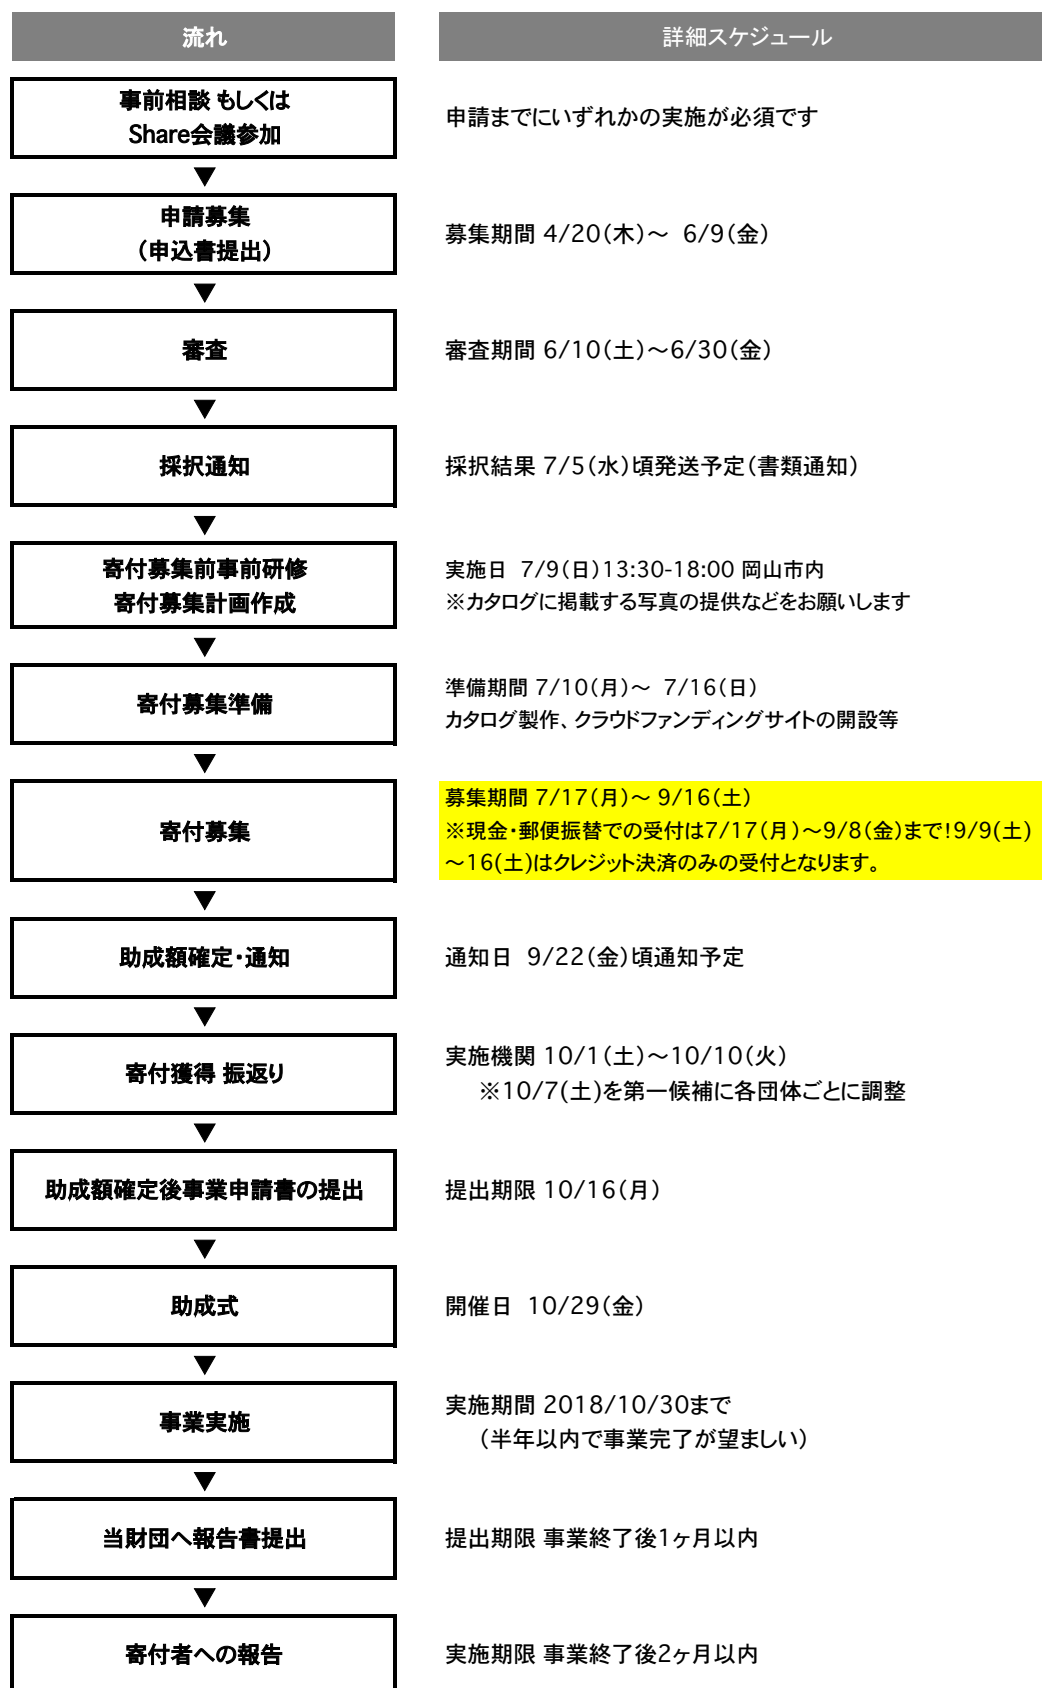 流れ
詳細スケジュール
事前相談 もしくは
Share会議参加
申請までにいずれかの実施が必須です
▼
申請募集
（申込書提出）
募集期間 4/20（木）～ 6/9（金）
▼
審査
審査期間 6/10（土）～6/30（金）
▼
採択通知
採択結果 7/5（水）頃発送予定（書類通知）
▼
寄付募集前事前研修
寄付募集計画作成
実施日 7/9（日）13:30-18:00 岡山市内
※カタログに掲載する写真の提供などをお願いします
▼
寄付募集準備
準備期間 7/10（月）～ 7/16（日）
カタログ製作、クラウドファンディングサイトの開設等
▼
寄付募集
募集期間 7/17（月）～ 9/16（土）
※現金・郵便振替での受付は7/17（月）～9/8（金）まで！9/9（土）
～16(土)はクレジット決済のみの受付となります。
▼
助成額確定・通知
通知日 9/22（金）頃通知予定
▼
寄付獲得 振返り
実施機関 10/1（土）～10/10（火）
※10/7(土)を第一候補に各団体ごとに調整
▼
助成額確定後事業申請書の提出
提出期限 10/16（月）
▼
助成式
開催日 10/29（金）
▼
事業実施
実施期間 2018/10/30まで
（半年以内で事業完了が望ましい）
▼
当財団へ報告書提出
提出期限 事業終了後1ヶ月以内
▼
寄付者への報告
実施期限 事業終了後2ヶ月以内